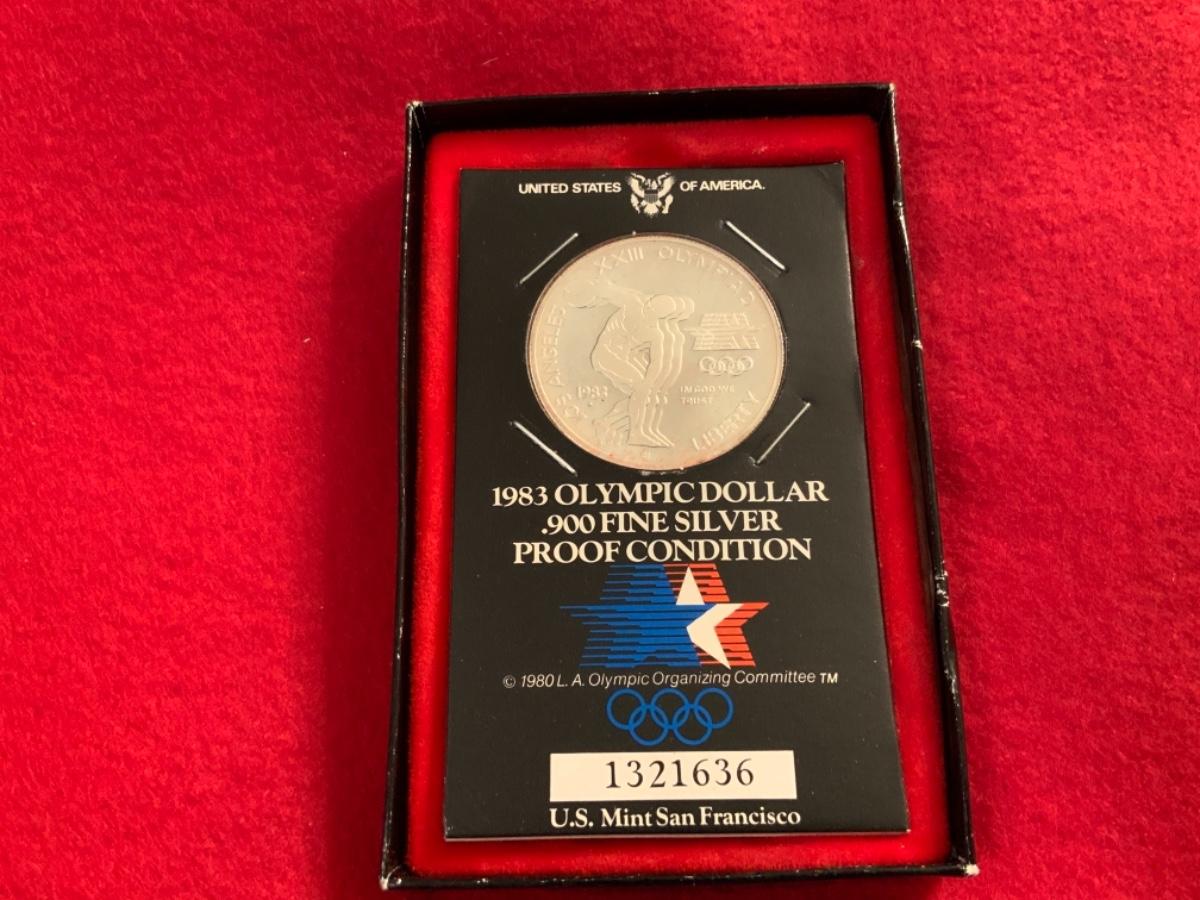 UNITED STATES OF AMERICA.
LOS ANGELES XXIII OLYMPIAD
1983
IN GOD WE
TRUST
LIBERTY
1983 OLYMPIC DOLLAR
.900 FINE SILVER
PROOF CONDITION
© 1980 L. A. Olympic Organizing Committee TM
1321636
U.S. Mint San Francisco